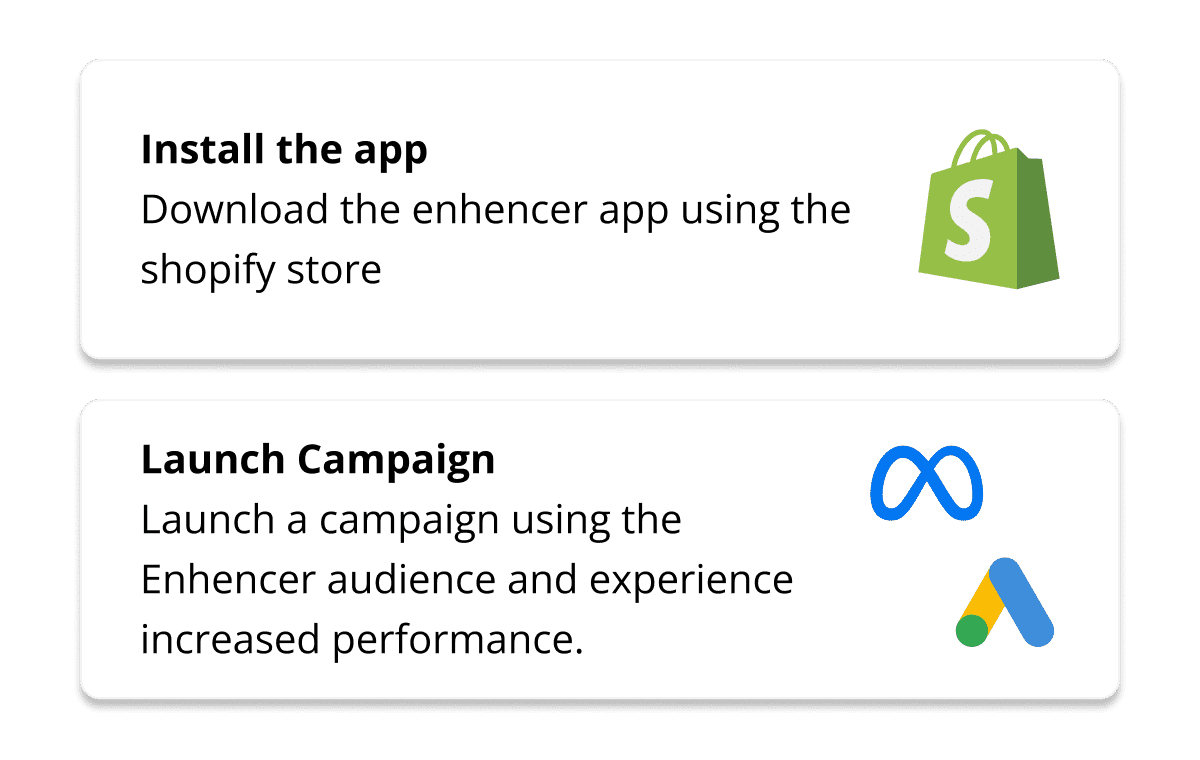 Install the app
Download the enhencer app using the
shopify store
S
Launch Campaign
Launch a campaign using the
Enhencer audience and experience
increased performance.